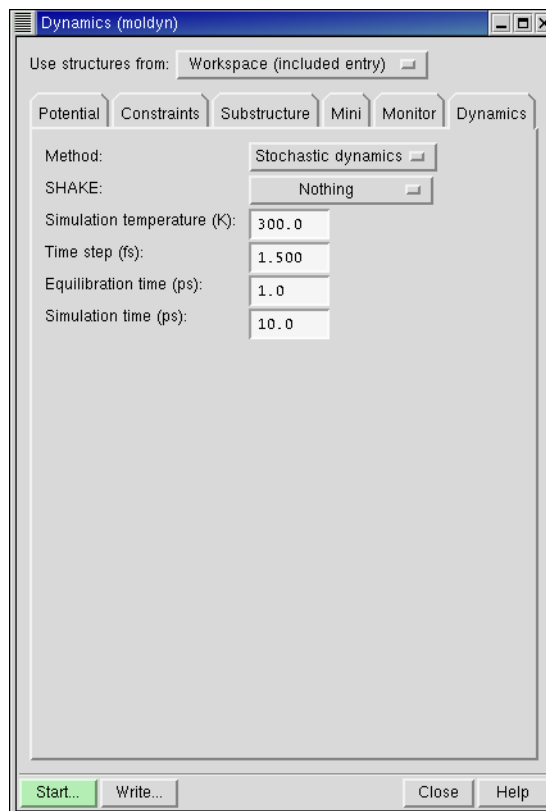 Dynamics (moldyn)
Use structures from: Workspace (included entry)
Potential Constraints Substructure Mini Monitor Dynamics
Method: Stochastic dynamics
SHAKE: Nothing
Simulation temperature (K): 300.0
Time step (fs): 1.500
Equilibration time (ps): 1.0
Simulation time (ps): 10.0
Start... Write... Close Help